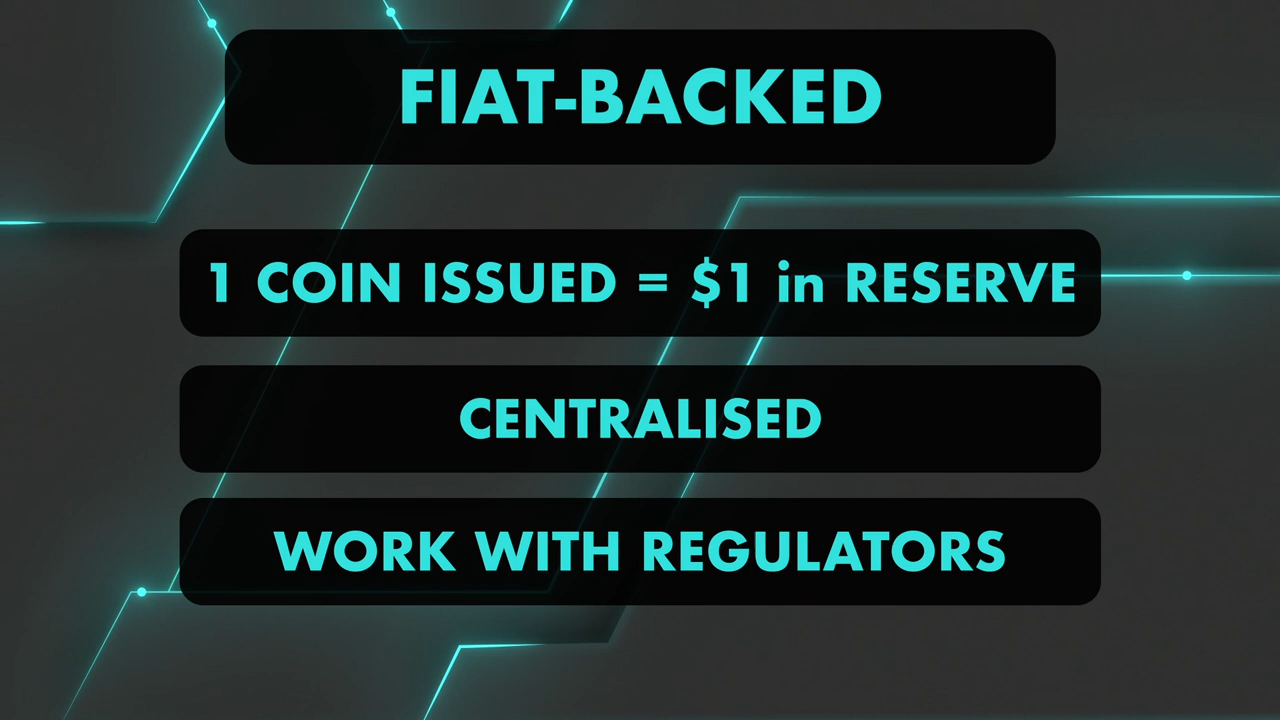 FIAT-BACKED
1 COIN ISSUED = $1 in RESERVE
CENTRALISED
WORK WITH REGULATORS